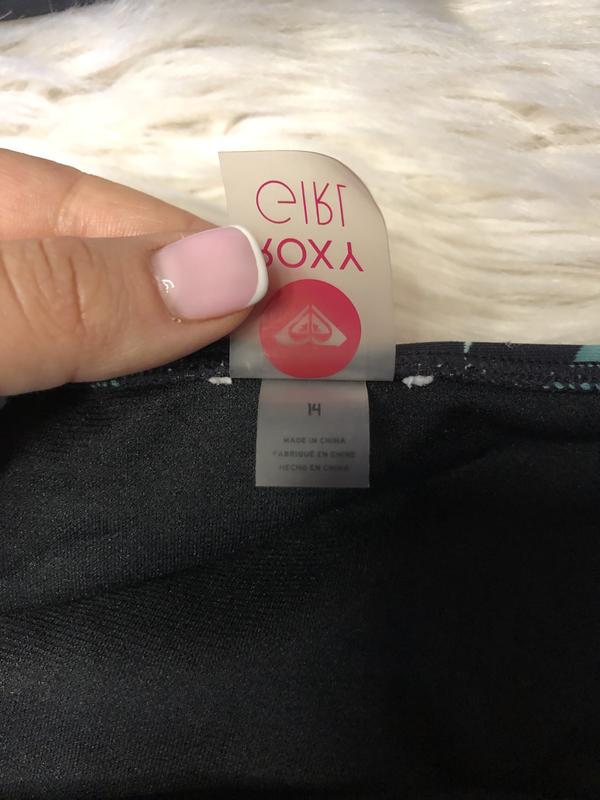 ROXY
GIRL
14
MADE IN CHINA
FABRIQUÉ EN CHINE
HECHO EN CHINA